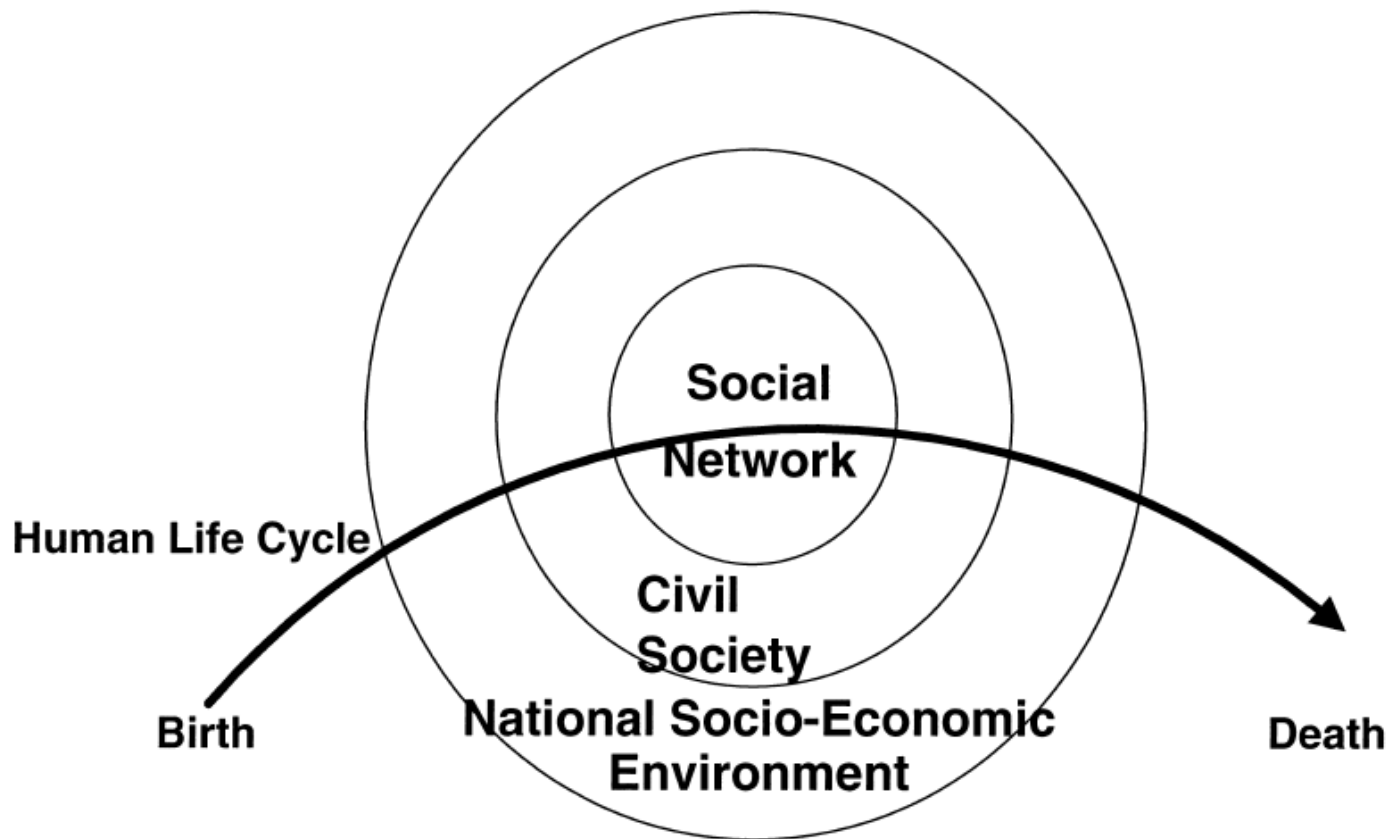 Social
Network
Human Life Cycle
Civil
Society
National Socio-Economic
Environment
Birth
Death